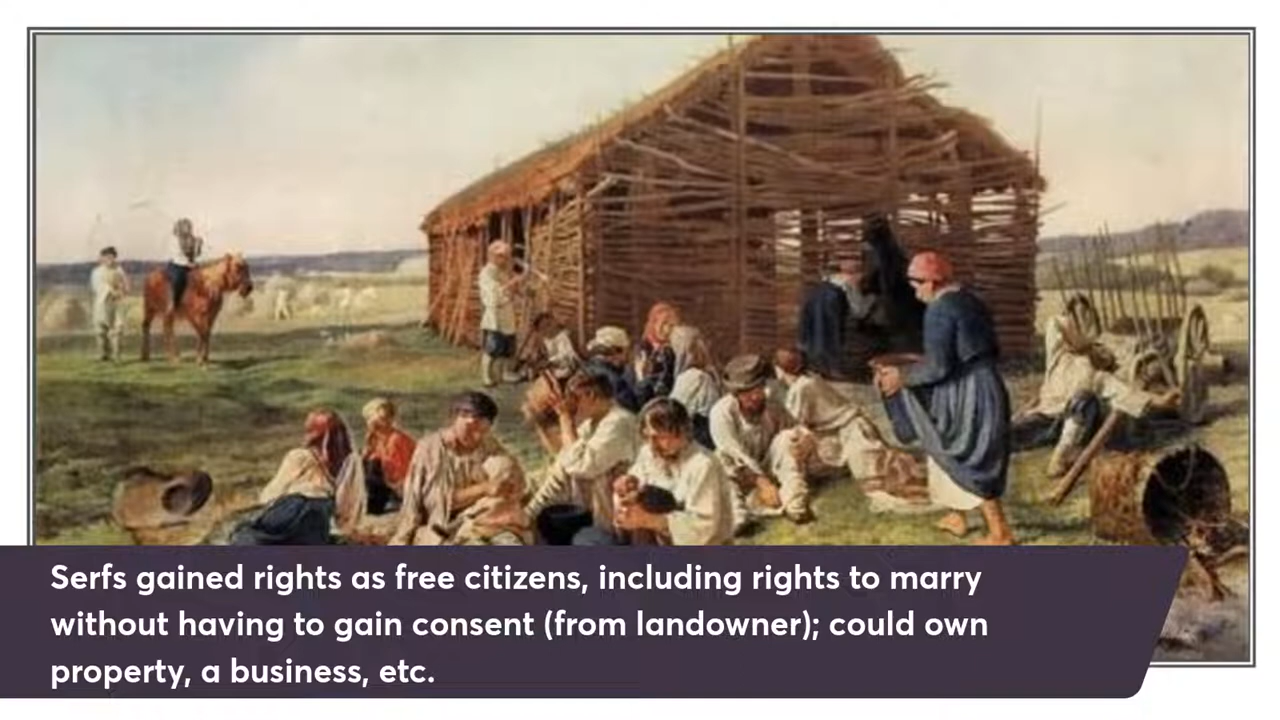 Serfs gained rights as free citizens, including rights to marry
without having to gain consent (from landowner); could own
property, a business, etc.